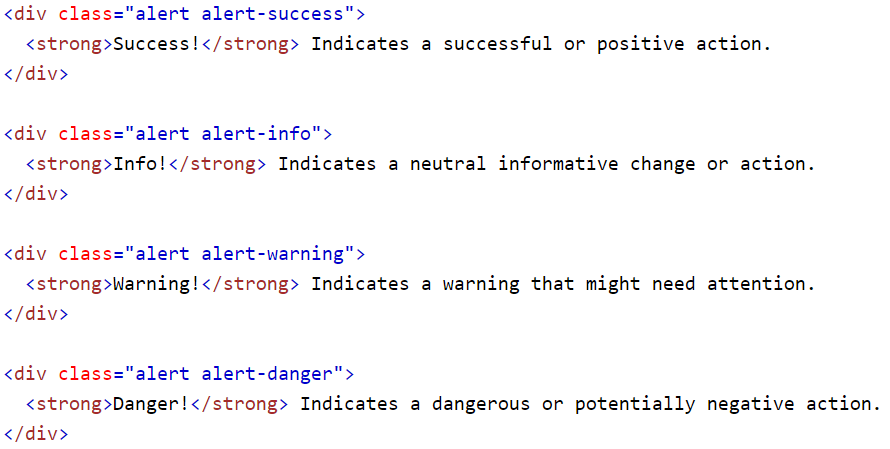 <div class="alert alert-success">
  <strong>Success!</strong> Indicates a successful or positive action.
</div>

<div class="alert alert-info">
  <strong>Info!</strong> Indicates a neutral informative change or action.
</div>

<div class="alert alert-warning">
  <strong>Warning!</strong> Indicates a warning that might need attention.
</div>

<div class="alert alert-danger">
  <strong>Danger!</strong> Indicates a dangerous or potentially negative action.
</div>